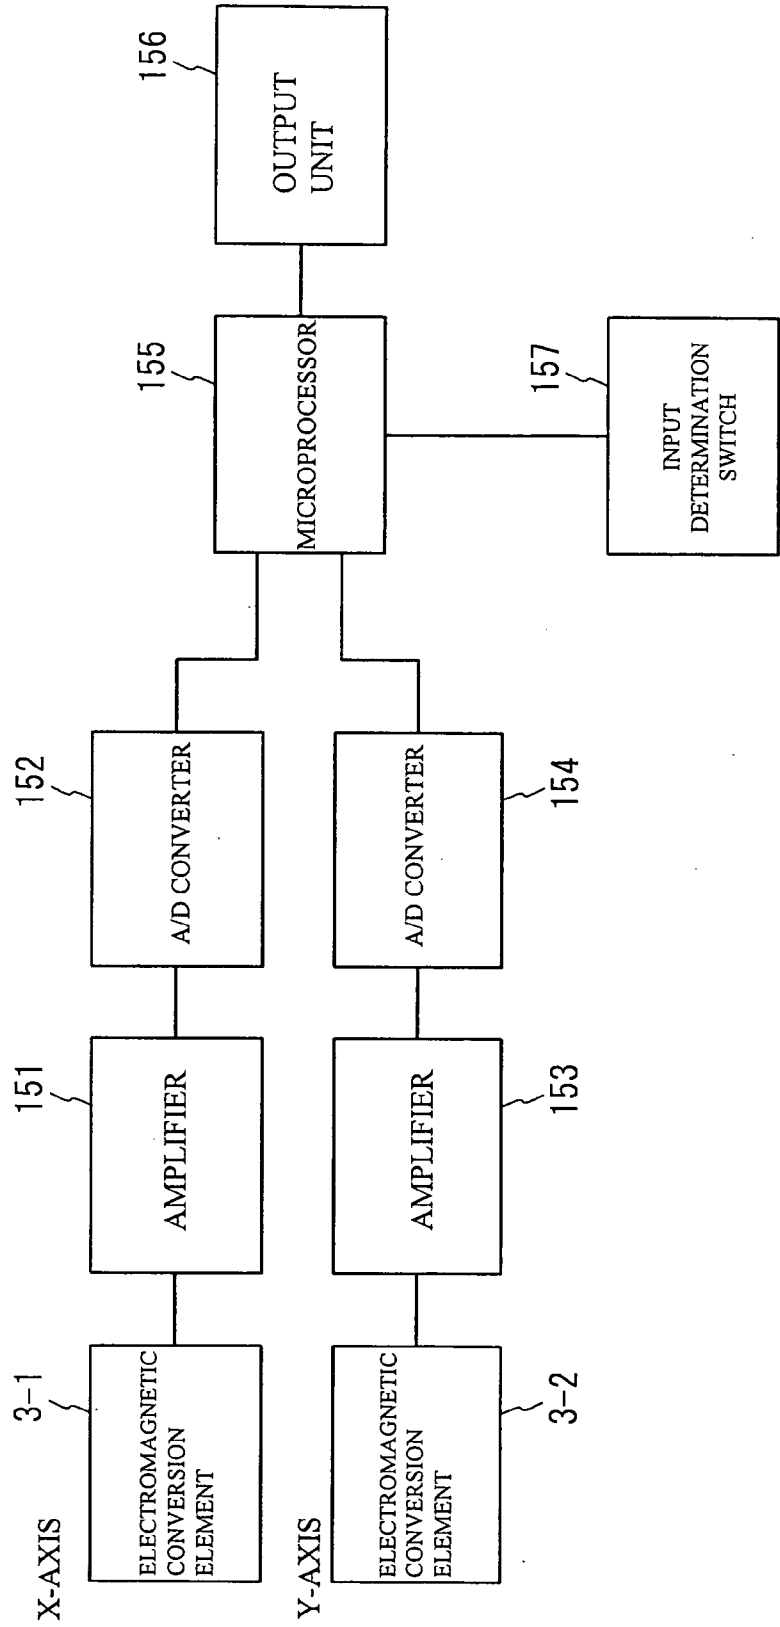 X-AXIS
3-1
ELECTROMAGNETIC
CONVERSION
ELEMENT
151
AMPLIFIER
152
A/D CONVERTER
Y-AXIS
ELECTROMAGNETIC
CONVERSION
ELEMENT
3-2
AMPLIFIER
153
A/D CONVERTER
154
155
MICROPROCESSOR
156
OUTPUT
UNIT
157
INPUT
DETERMINATION
SWITCH